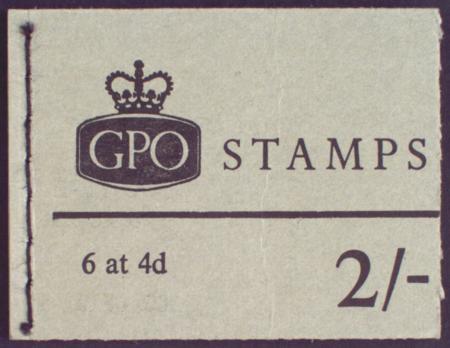 GPO STAMPS
6 at 4d
2/-